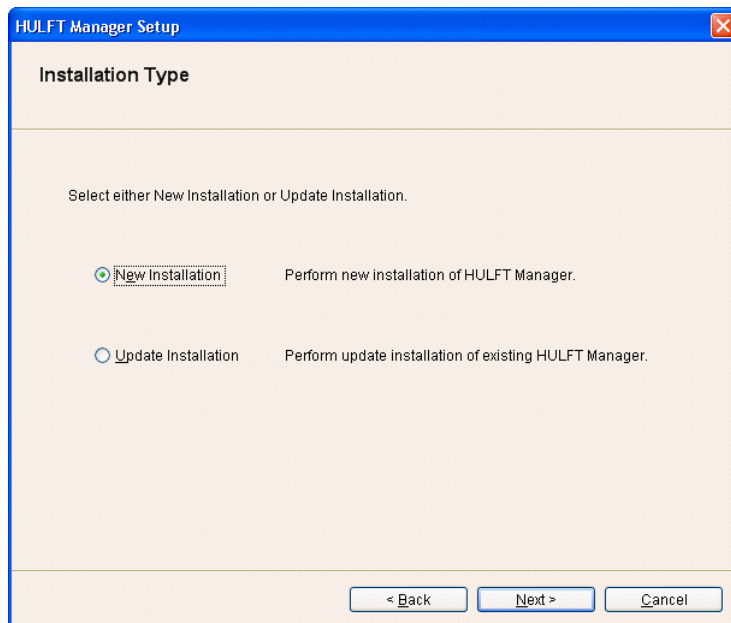 HULFT Manager Setup
Installation Type
Select either New Installation or Update Installation.
New Installation Perform new installation of HULFT Manager.
Update Installation Perform update installation of existing HULFT Manager.
< Back Next > Cancel